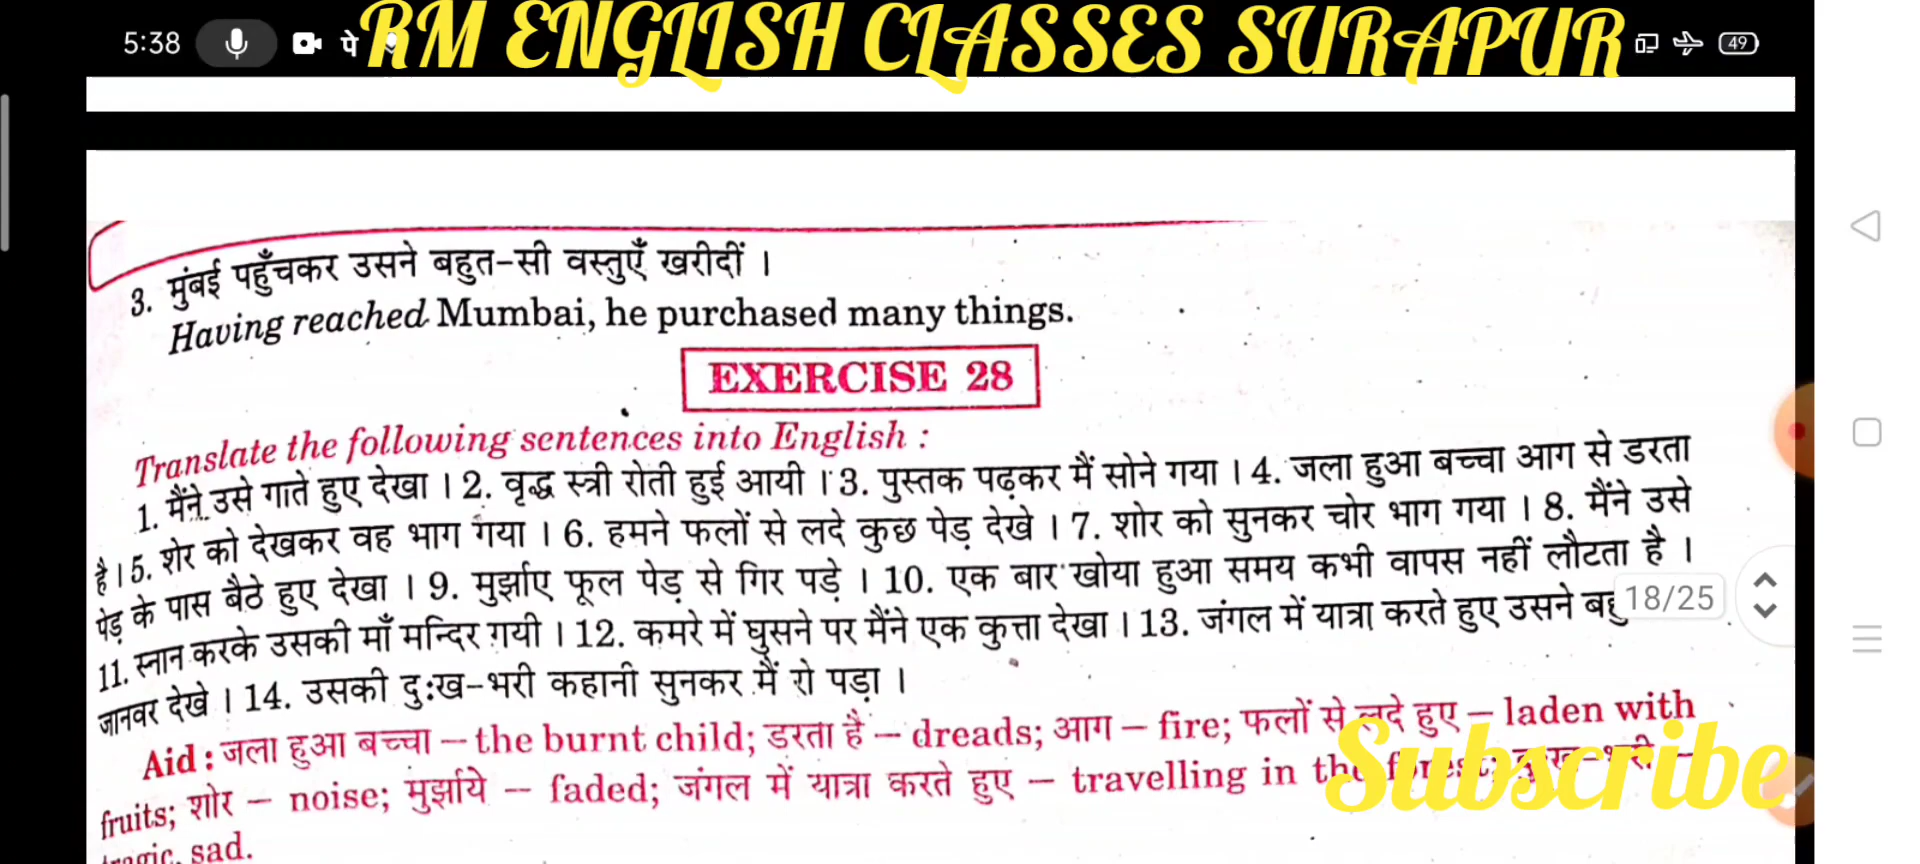 5:38 पे RM ENGLISH CLASSES SURAPUR 49
3. मुंबई पहुँचकर उसने बहुत-सी वस्तुएँ खरीदीं ।
Having reached Mumbai, he purchased many things.
EXERCISE 28
Translate the following sentences into English :
1. मैंने उसे गाते हुए देखा । 2. वृद्ध स्त्री रोती हुई आयी । 3. पुस्तक पढ़कर मैं सोने गया । 4. जला हुआ बच्चा आग से डरता
है । 5. शेर को देखकर वह भाग गया । 6. हमने फलों से लदे कुछ पेड़ देखे । 7. शोर को सुनकर चोर भाग गया । 8. मैंने उसे
पेड़ के पास बैठे हुए देखा । 9. मुर्झाए फूल पेड़ से गिर पड़े । 10. एक बार खोया हुआ समय कभी वापस नहीं लौटता है ।
11. स्नान करके उसकी माँ मन्दिर गयी । 12. कमरे में घुसने पर मैंने एक कुत्ता देखा । 13. जंगल में यात्रा करते हुए उसने
18/25
जानवर देखे । 14. उसकी दुःख-भरी कहानी सुनकर मैं रो पड़ा ।
Aid : जला हुआ बच्चा – the burnt child; डरता है – dreads; आग – fire; फलों से लदे हुए – laden with
fruits; शोर – noise; मुर्झाये – faded; जंगल में यात्रा करते हुए – travelling in the forest;
Subscribe
sad.